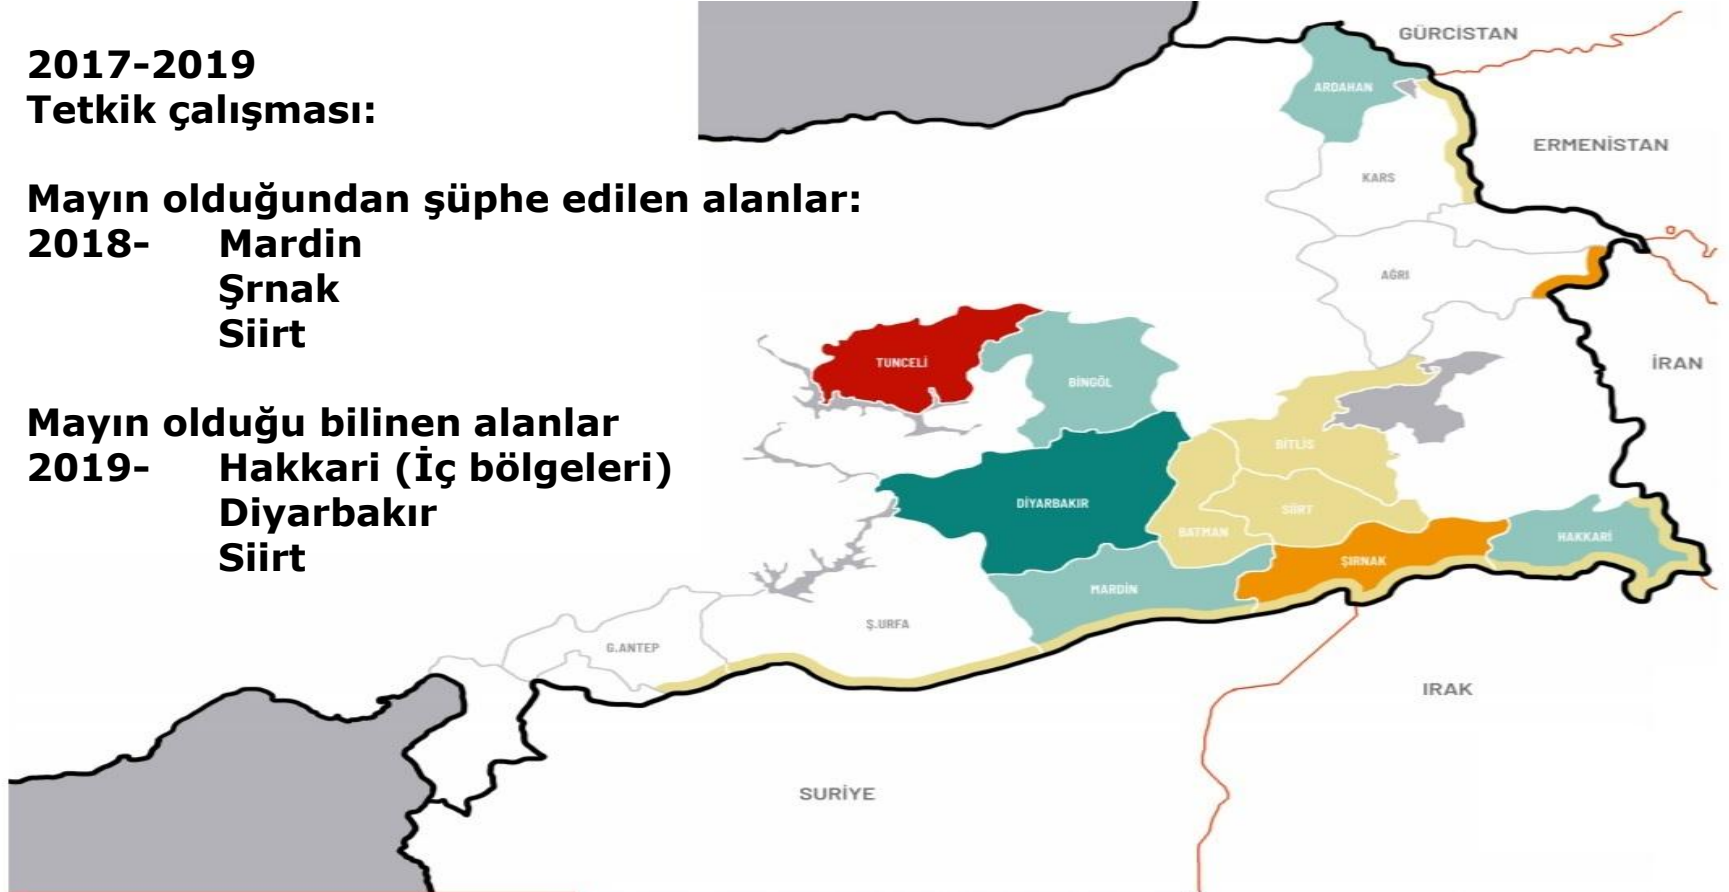 2017-2019
Tetkik çalışması:
Mayın olduğundan şüphe edilen alanlar:
2018- Mardin
Şrnak
Siirt
Mayın olduğu bilinen alanlar
2019- Hakkari (İç bölgeleri)
Diyarbakır
Siirt
GÜRCİSTAN
ARDAHAN
ERMENİSTAN
KARS
AĞRI
İRAN
TUNCELİ
BİNGÖL
BİTLİS
DİYARBAKIR
SİİRT
BATMAN
HAKKARİ
ŞIRNAK
MARDİN
Ş.URFA
G.ANTEP
IRAK
SURİYE